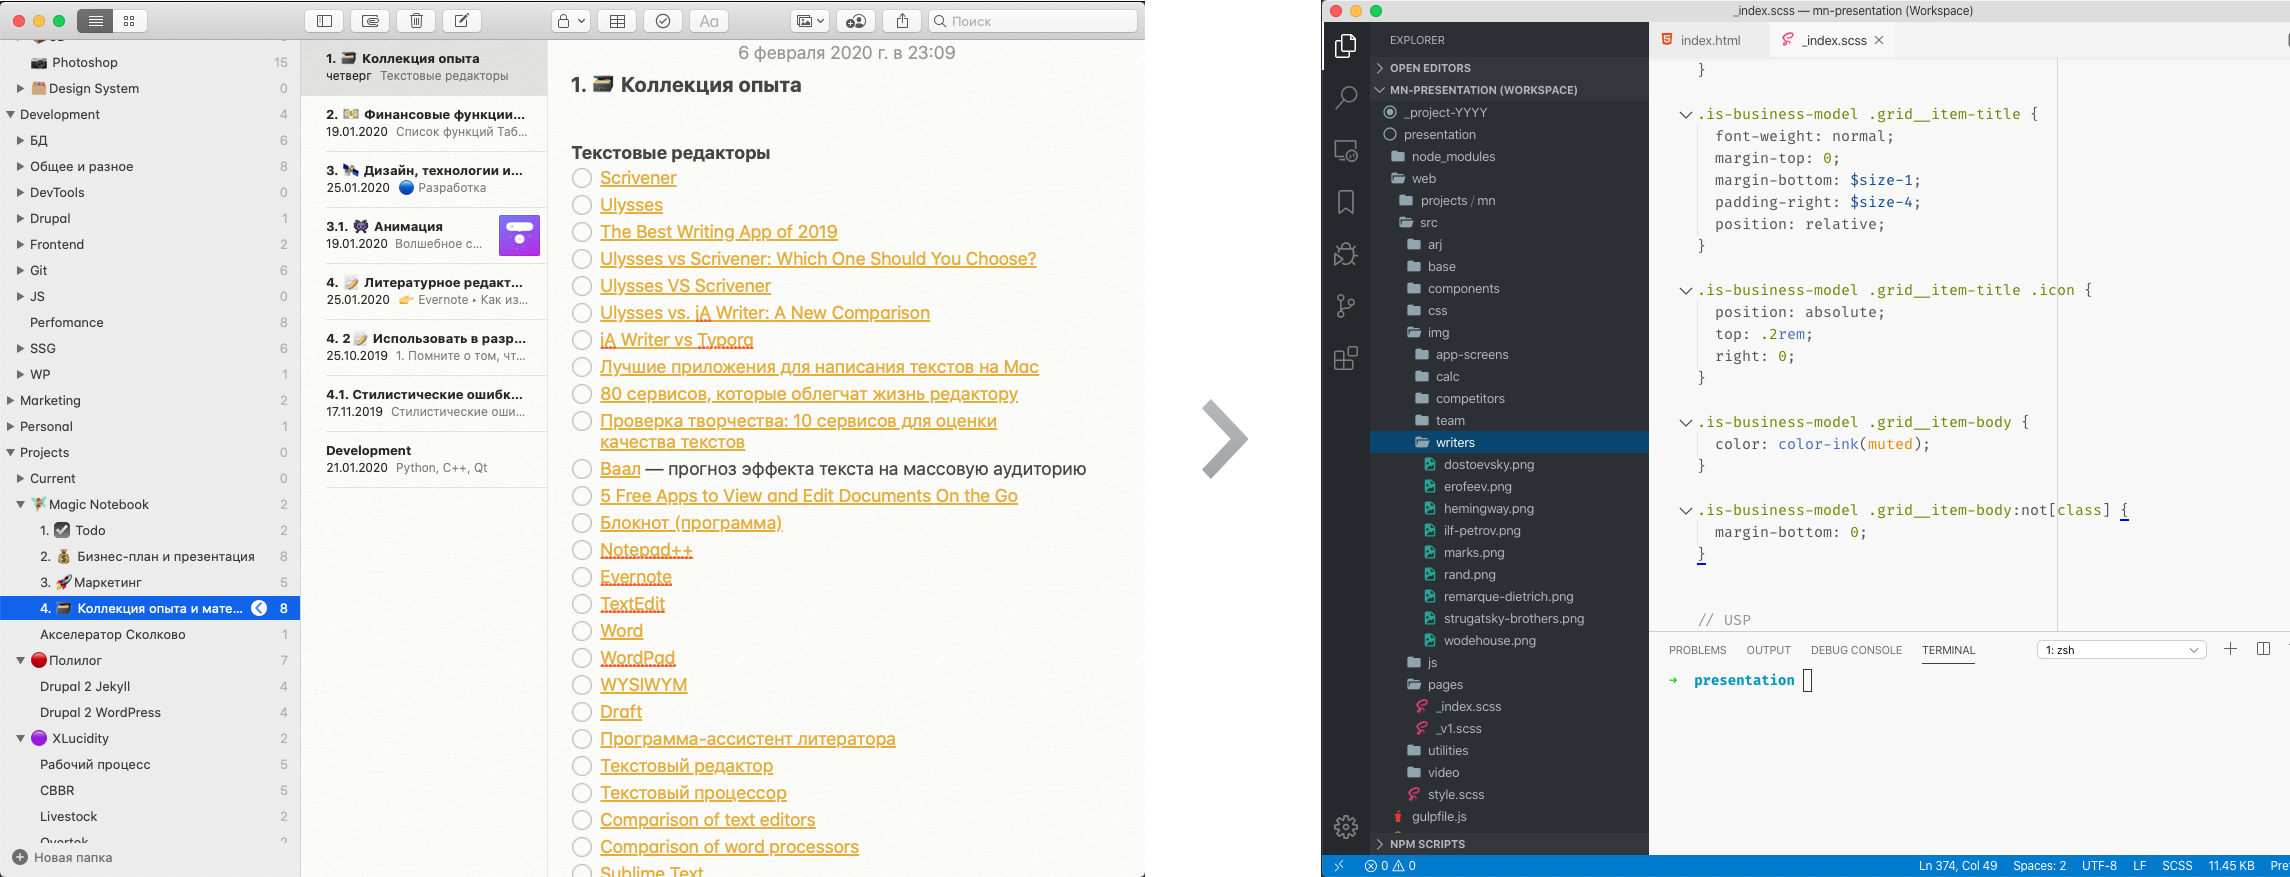 Поиск
Photoshop 15
Design System 0
Development 4
БД 6
Общее и разное 8
DevTools 0
Drupal 1
Frontend 2
Git 6
JS 0
Perfomance 8
SSG 6
WP 1
Marketing 2
Personal 1
Projects 0
Current 0
Magic Notebook 2
1. Todo 2
2. Бизнес-план и презентация 8
3. Маркетинг 5
4. Коллекция опыта и мате... 8
Акселератор Сколково 1
Полилог 7
Drupal 2 Jekyll 4
Drupal 2 WordPress 4
XLucidity 2
Рабочий процесс 5
CBBR 5
Livestock 2
Новая папка
1. Коллекция опыта
четверг Текстовые редакторы
2. Финансовые функции...
19.01.2020 Список функций Таб...
3. Дизайн, технологии и...
25.01.2020 Разработка
3.1. Анимация
19.01.2020 Волшебное с...
4. Литературное редакт...
25.01.2020 Evernote ‣ Как из...
4. 2 Использовать в разр...
25.10.2019 1. Помните о том, чт...
4.1. Стилистические ошибк...
17.11.2019 Стилистические оши...
Development
21.01.2020 Python, C++, Qt
6 февраля 2020 г. в 23:09
1. Коллекция опыта
Текстовые редакторы
Scrivener
Ulysses
The Best Writing App of 2019
Ulysses vs Scrivener: Which One Should You Choose?
Ulysses VS Scrivener
Ulysses vs. iA Writer: A New Comparison
iA Writer vs Typora
Лучшие приложения для написания текстов на Mac
80 сервисов, которые облегчат жизнь редактору
Проверка творчества: 10 сервисов для оценки
качества текстов
Ваал — прогноз эффекта текста на массовую аудиторию
5 Free Apps to View and Edit Documents On the Go
Блокнот (программа)
Notepad++
Evernote
TextEdit
Word
WordPad
WYSIWYM
Draft
Программа-ассистент литератора
Текстовый редактор
Текстовый процессор
Comparison of text editors
Comparison of word processors
Sublime Text
_index.scss — mn-presentation (Workspace)
EXPLORER
OPEN EDITORS
MN-PRESENTATION (WORKSPACE)
_project-YYYY
presentation
node_modules
web
projects / mn
src
arj
base
components
css
img
app-screens
calc
competitors
team
writers
dostoevsky.png
erofeev.png
hemingway.png
ilf-petrov.png
marks.png
rand.png
remarque-dietrich.png
strugatsky-brothers.png
wodehouse.png
js
pages
_index.scss
_v1.scss
utilities
video
style.scss
gulpfile.js
NPM SCRIPTS
index.html
_index.scss
}
.is-business-model .grid__item-title {
font-weight: normal;
margin-top: 0;
margin-bottom: $size-1;
padding-right: $size-4;
position: relative;
}
.is-business-model .grid__item-title .icon {
position: absolute;
top: .2rem;
right: 0;
}
.is-business-model .grid__item-body {
color: color-ink(muted);
}
.is-business-model .grid__item-body:not[class] {
margin-bottom: 0;
}
// USP
PROBLEMS OUTPUT DEBUG CONSOLE TERMINAL 1: zsh
→ presentation
0 0 Ln 374, Col 49 Spaces: 2 UTF-8 LF SCSS 11.45 KB